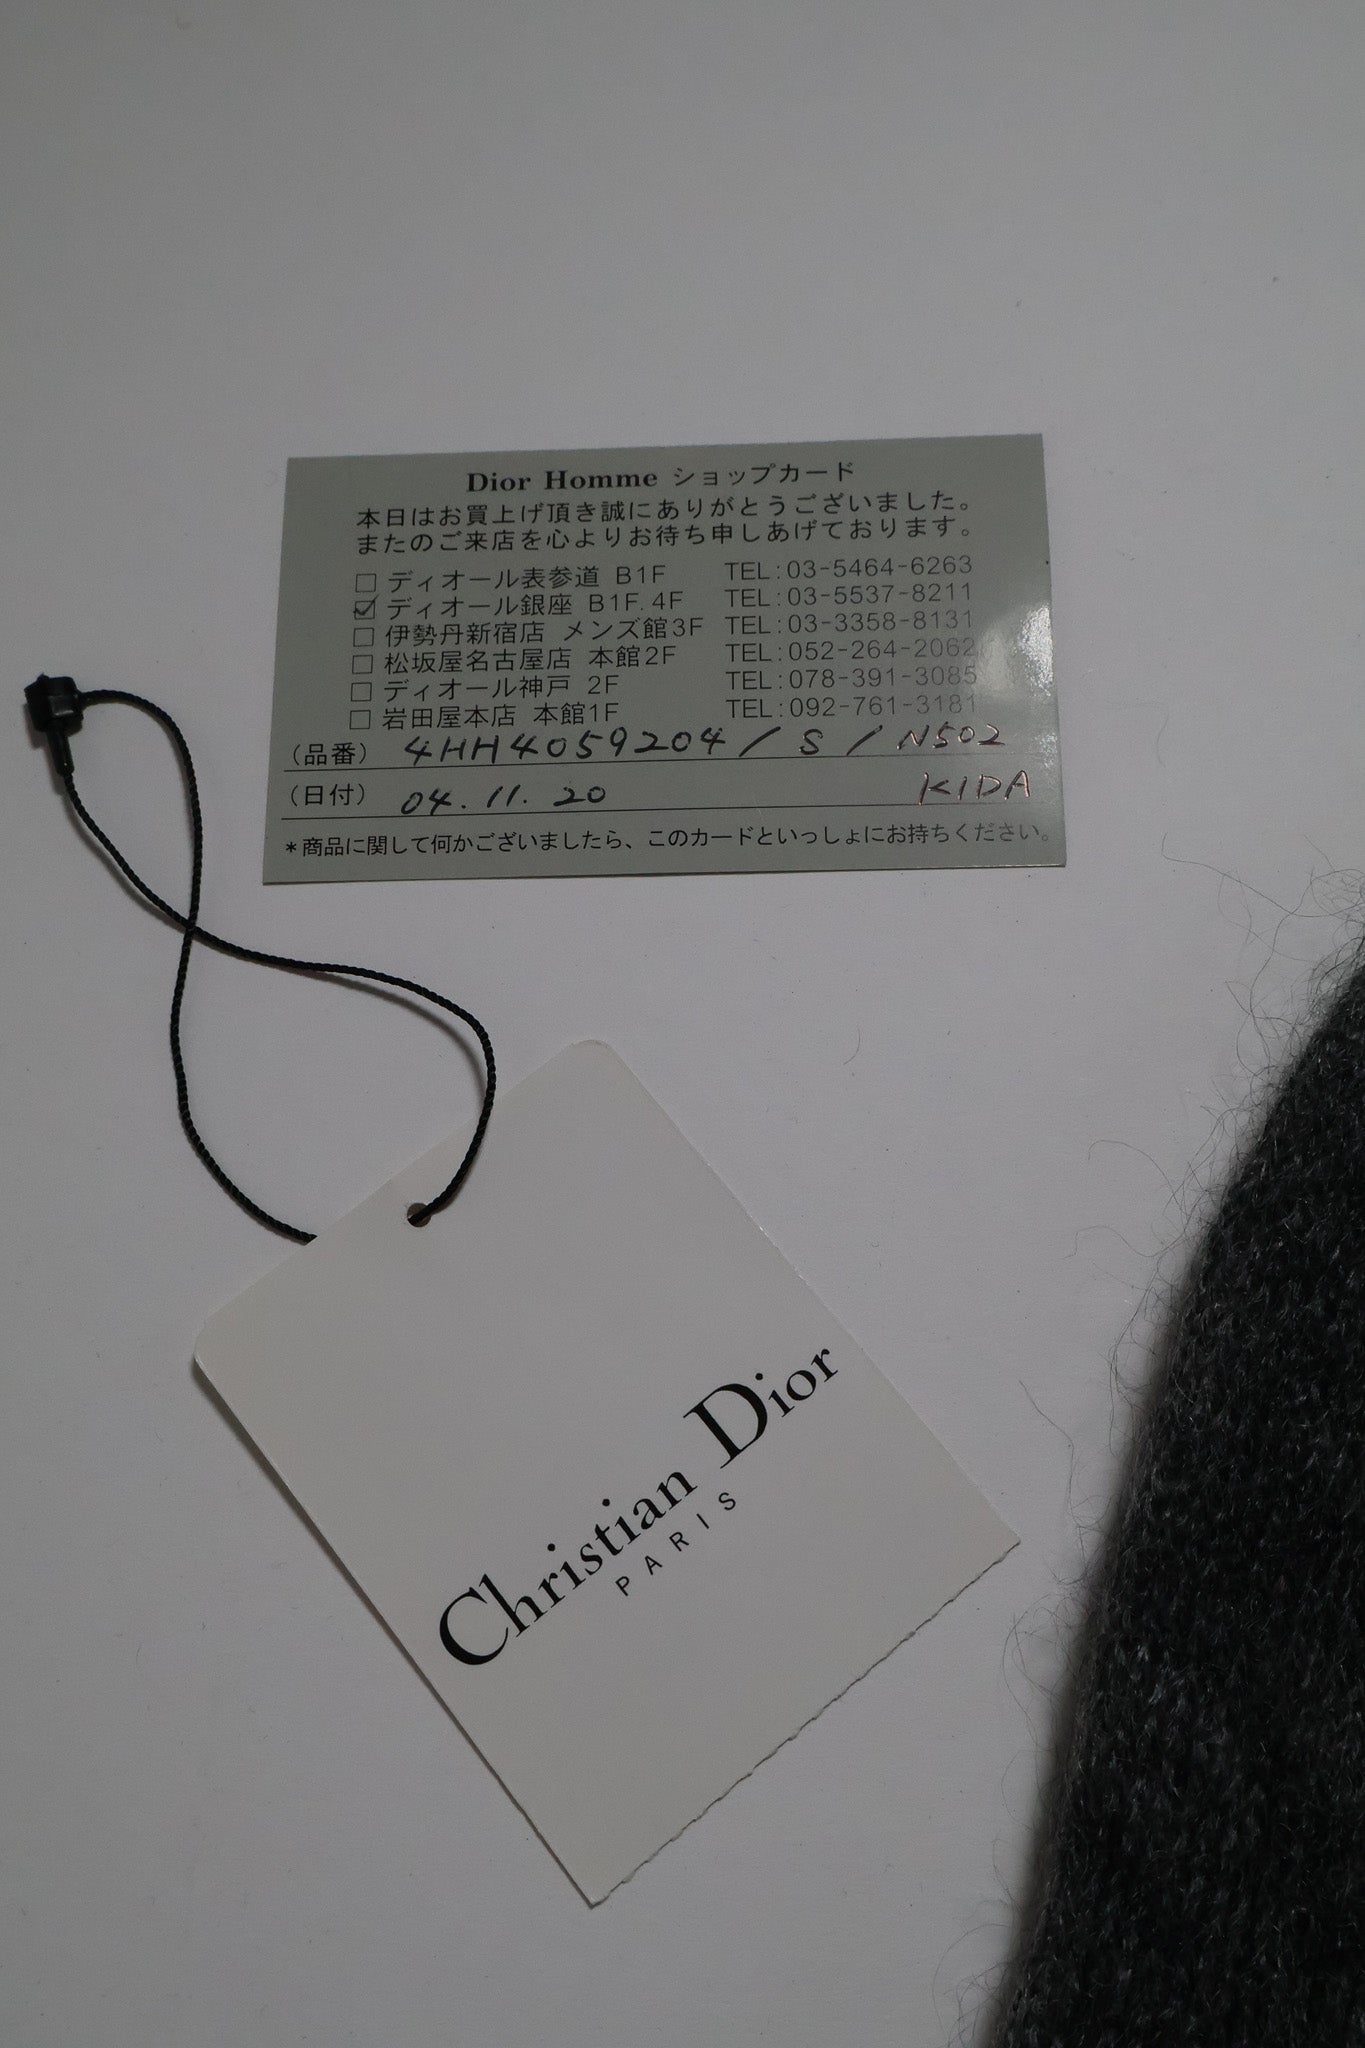 Dior Homme ショップカード
本日はお買上げ頂き誠にありがとうございました。
またのご来店を心よりお待ち申しあげております。
□ ディオール表参道 B1F TEL:03-5464-6263
☑ ディオール銀座 B1F.4F TEL:03-5537-8211
□ 伊勢丹新宿店 メンズ館3F TEL:03-3358-8131
□ 松坂屋名古屋店 本館2F TEL:052-264-2062
□ ディオール神戸 2F TEL:078-391-3085
□ 岩田屋本店 本館1F TEL:092-761-3181
(品番) 4HH4059204 / S / N502
(日付) 04.11.20 KIDA
*商品に関して何かございましたら、このカードといっしょにお持ちください。
Christian Dior
PARIS